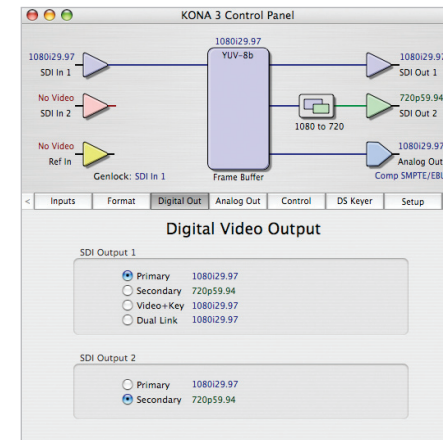 KONA 3 Control Panel
1080i29.97
1080i29.97 YUV-8b 1080i29.97
SDI In 1 SDI Out 1
No Video 720p59.94
SDI In 2 SDI Out 2
1080 to 720
No Video 1080i29.97
Ref In Analog Out
Genlock: SDI In 1 Frame Buffer Comp SMPTE/EBU
< Inputs Format Digital Out Analog Out Control DS Keyer Setup
Digital Video Output
SDI Output 1
Primary 1080i29.97
Secondary 720p59.94
Video+Key 1080i29.97
Dual Link 1080i29.97
SDI Output 2
Primary 1080i29.97
Secondary 720p59.94